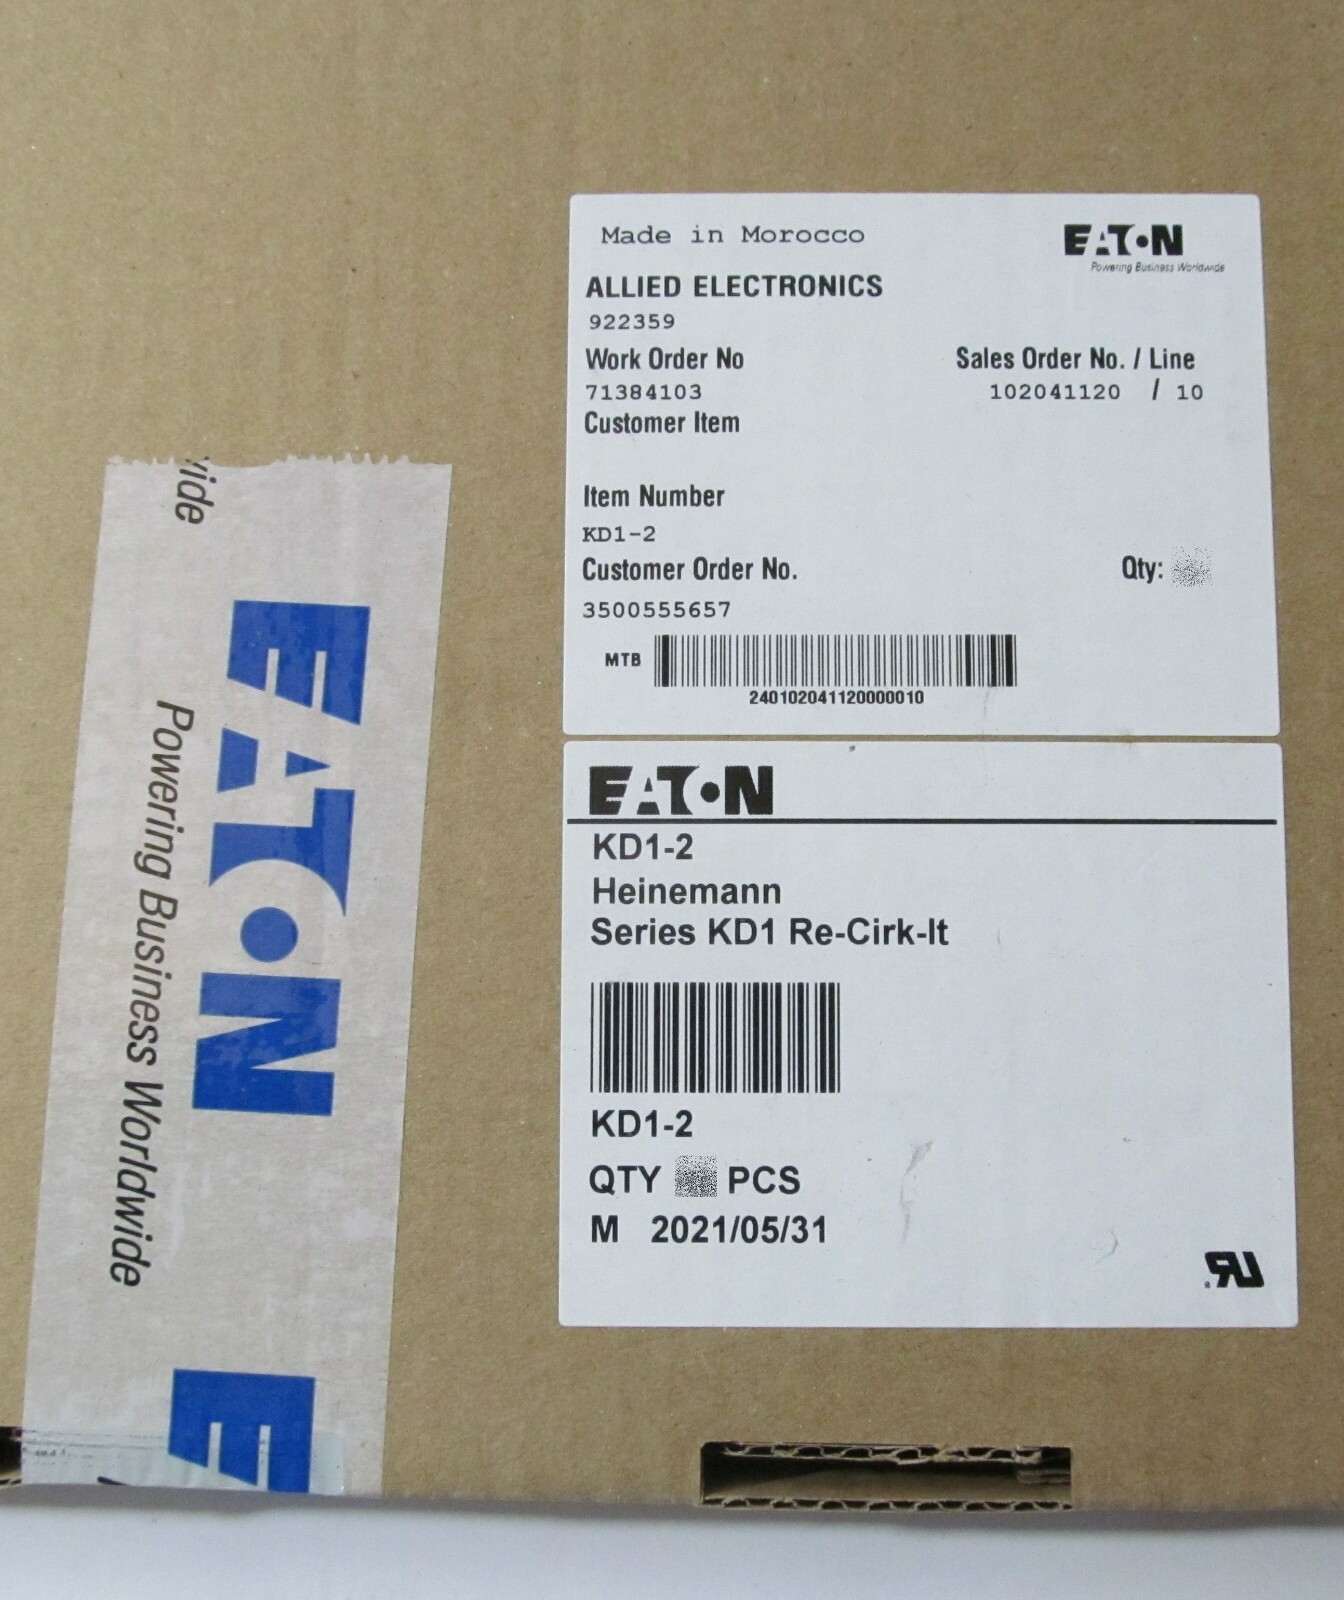 Made in Morocco
EATON
Powering Business Worldwide
ALLIED ELECTRONICS
922359
Work Order No
Sales Order No. / Line
71384103
102041120 / 10
Customer Item
Item Number
KD1-2
Customer Order No.
Qty:
3500555657
MTB
240102041120000010
EATON
KD1-2
Heinemann
Series KD1 Re-Cirk-It
KD1-2
QTY PCS
M 2021/05/31
EATON
Powering Business Worldwide
ide
E